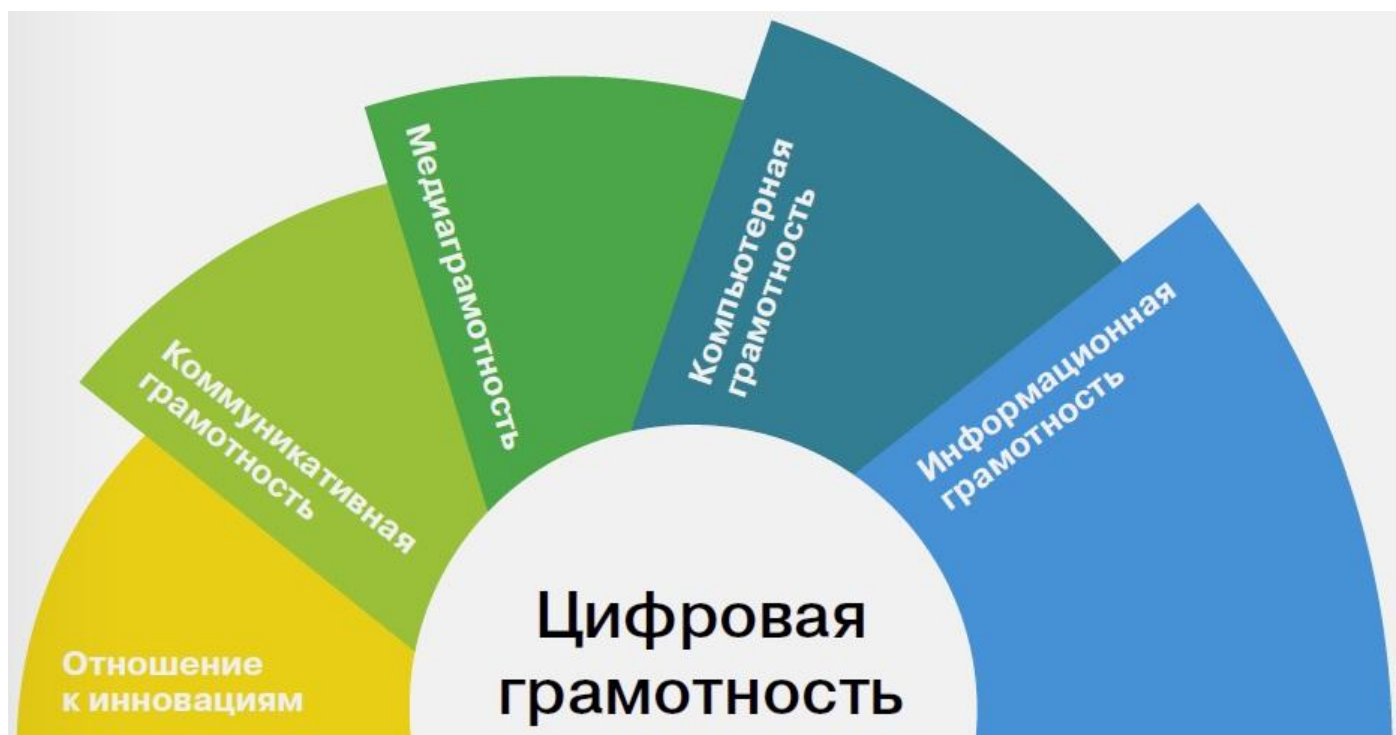 Отношение
к инновациям
Коммуникативная
грамотность
Медиаграмотность
Компьютерная
грамотность
Информационная
грамотность
Цифровая
грамотность